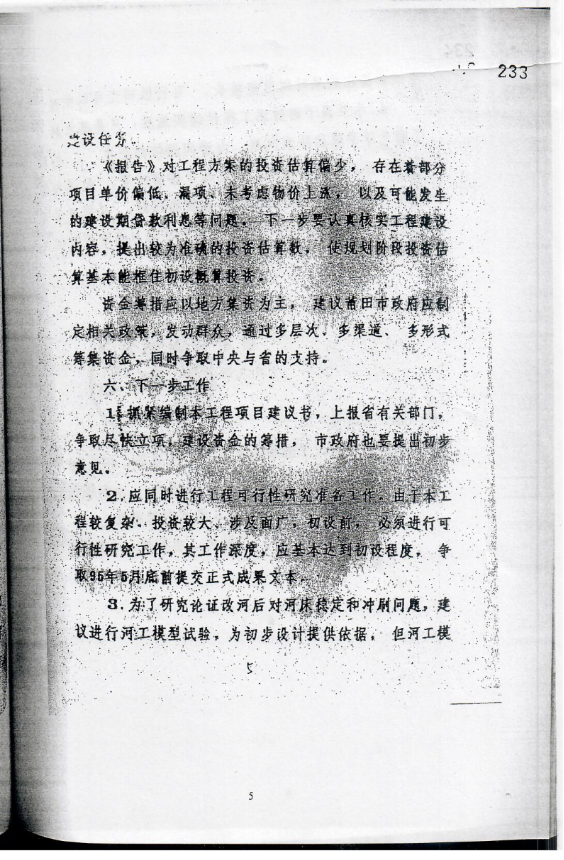 233
建设任务。
《报告》对工程方案的投资估算偏少， 存在着部分
项目单价偏低、漏项、未考虑物价上涨， 以及可能发生
的建设期贷款利息等问题。下一步要认真核实工程建设
内容，提出较为准确的投资估算数， 使规划阶段投资估
算基本能框住初设概算投资。
资金筹措应以地方集资为主， 建议莆田市政府应制
定相关政策，发动群众，通过多层次、多渠道、 多形式
筹集资金，同时争取中央与省的支持。
六、下一步工作
1.抓紧编制本工程项目建议书，上报省有关部门，
争取尽快立项，建设资金的筹措， 市政府也要提出初步
意见。
2.应同时进行工程可行性研究准备工作。由于本工
程较复杂、投资较大、涉及面广，初设前， 必须进行可
行性研究工作，其工作深度，应基本达到初设程度， 争
取95年5月底前提交正式成果文本。
3.为了研究论证改河后对河床稳定和冲刷问题，建
议进行河工模型试验，为初步设计提供依据， 但河工模
5
5